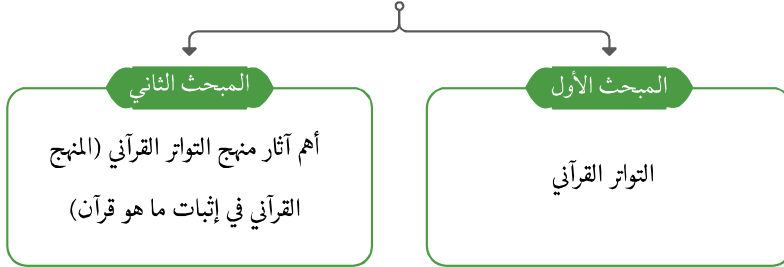 المبحث الأول
التواتر القرآني
المبحث الثاني
أهم آثار منهج التواتر القرآني (المنهج
القرآني في إثبات ما هو قرآن)